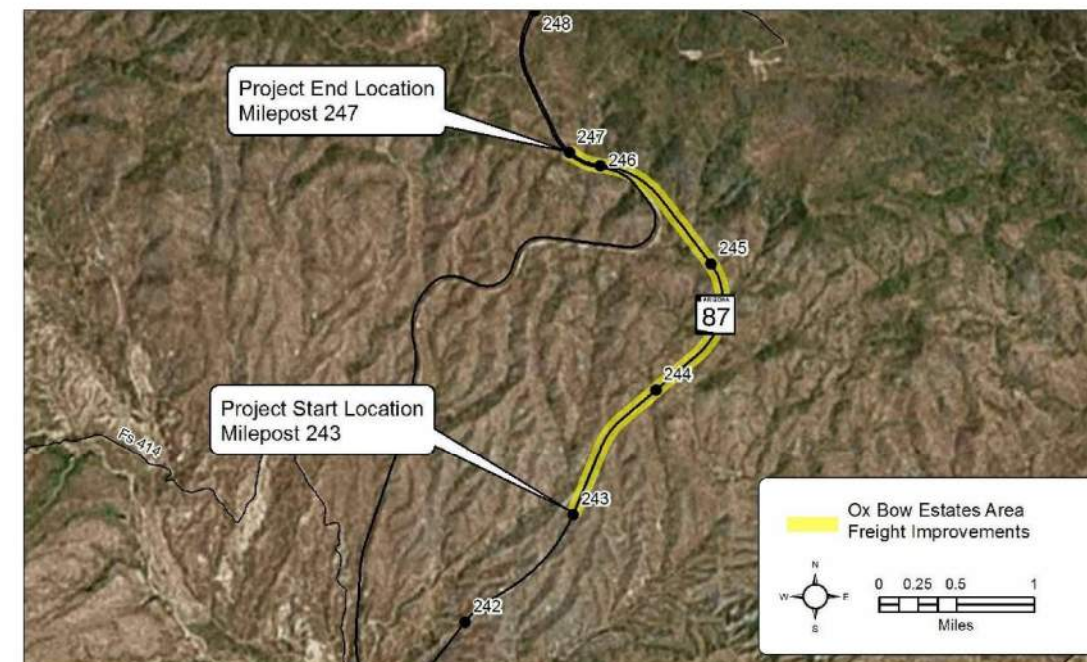 248
Project End Location
Milepost 247
247
246
245
ARIZONA
87
244
Project Start Location
Milepost 243
Fs 414
243
242
Ox Bow Estates Area
Freight Improvements
N
W
E
S
0 0.25 0.5 1
Miles